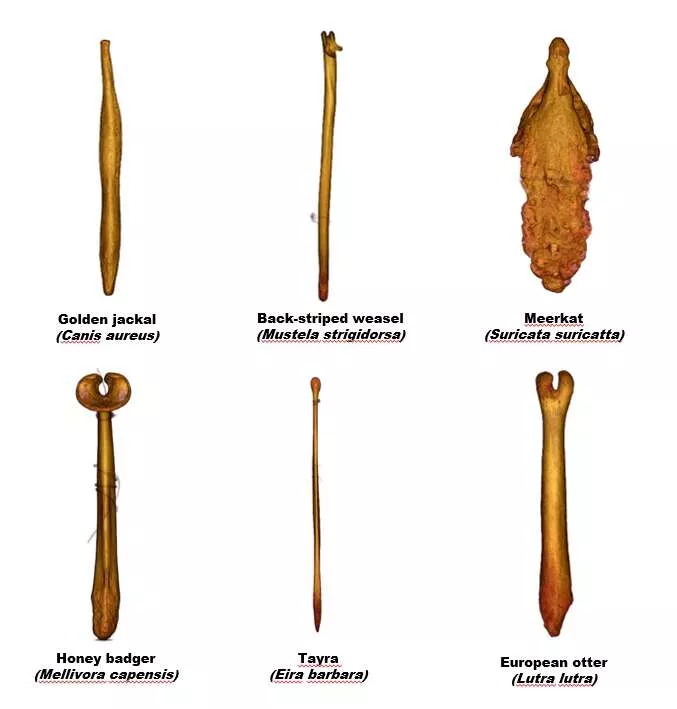 Golden jackal
(Canis aureus)
Back-striped weasel
(Mustela strigidorsa)
Meerkat
(Suricata suricatta)
Honey badger
(Mellivora capensis)
Tayra
(Eira barbara)
European otter
(Lutra lutra)